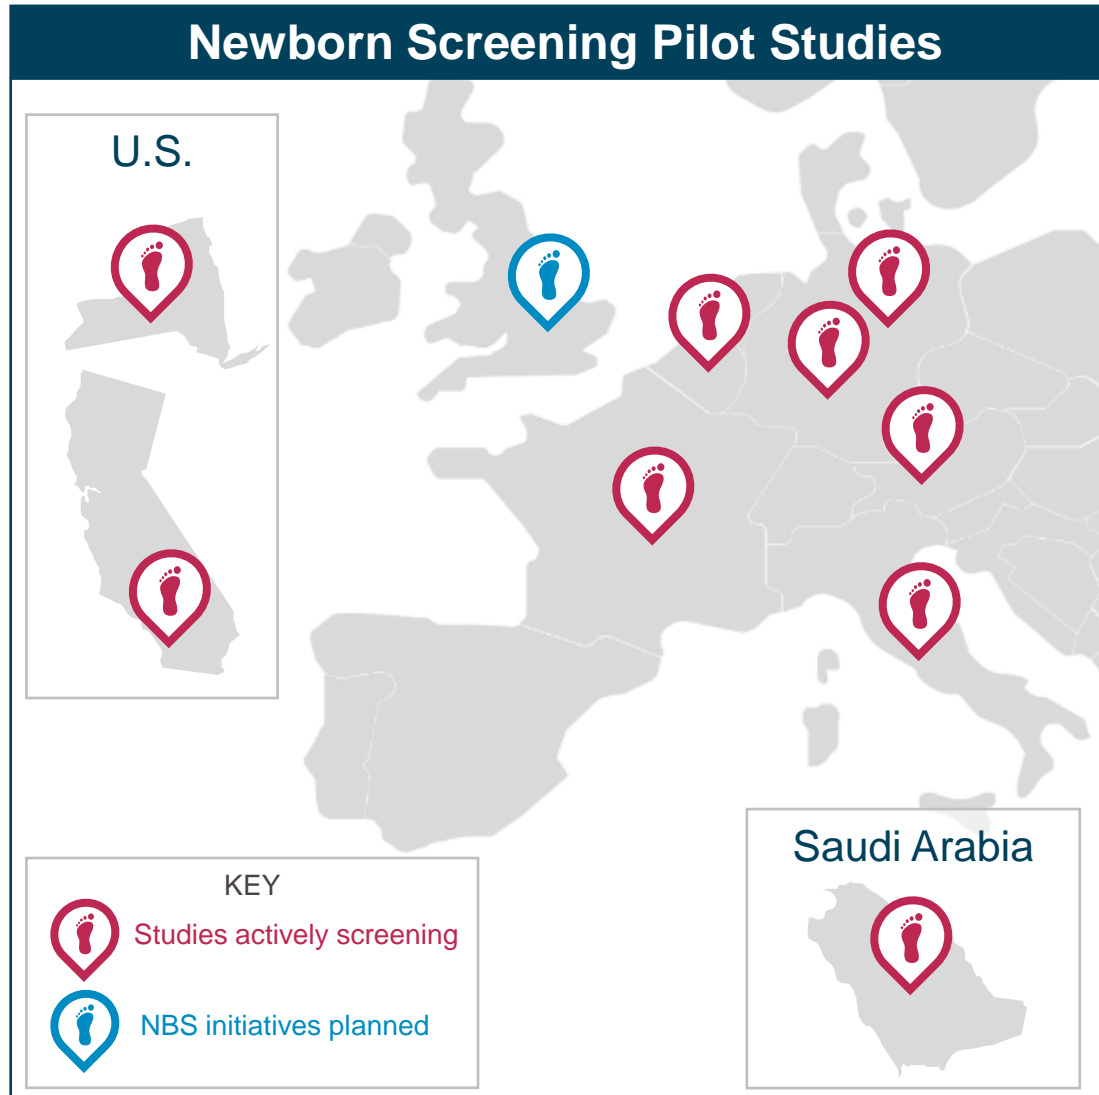 Newborn Screening Pilot Studies
U.S.
Saudi Arabia
KEY
Studies actively screening
NBS initiatives planned